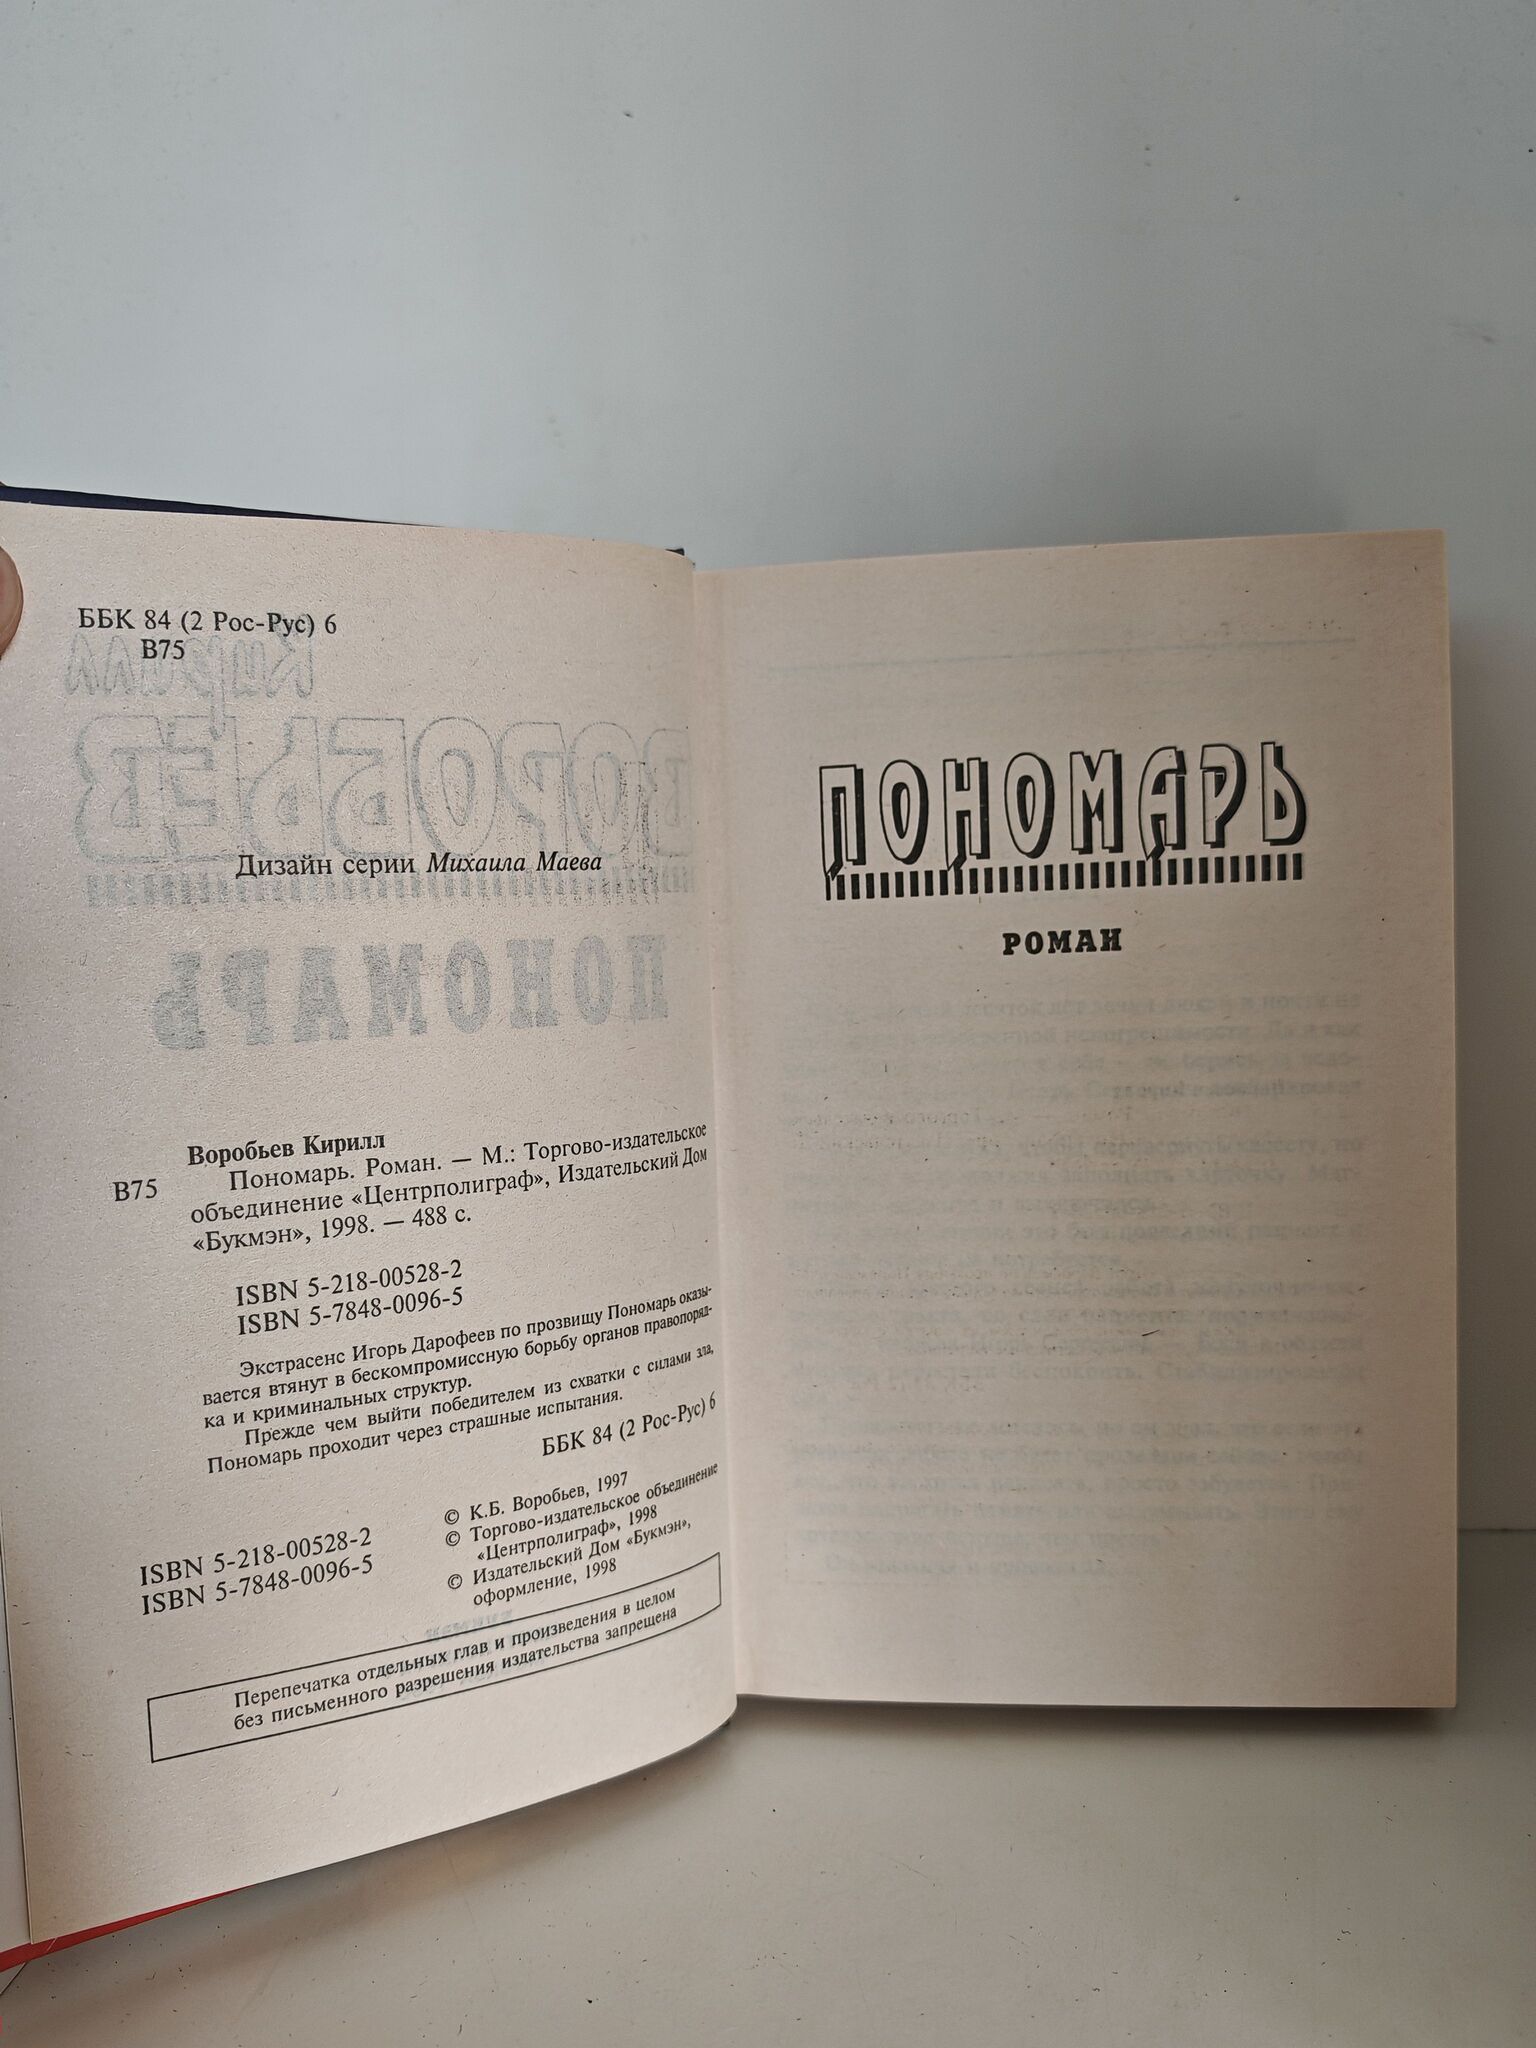 ББК 84 (2 Рос-Рус) 6
В75
Дизайн серии Михаила Маева
Воробьев Кирилл
В75 Пономарь. Роман. — М.: Торгово-издательское
объединение «Центрполиграф», Издательский Дом
«Букмэн», 1998. — 488 с.
ISBN 5-218-00528-2
ISBN 5-7848-0096-5
Экстрасенс Игорь Дарофеев по прозвищу Пономарь оказы-
вается втянут в бескомпромиссную борьбу органов правопоряд-
ка и криминальных структур.
Прежде чем выйти победителем из схватки с силами зла,
Пономарь проходит через страшные испытания.
ББК 84 (2 Рос-Рус) 6
© К.Б. Воробьев, 1997
© Торгово-издательское объединение
«Центрполиграф», 1998
© Издательский Дом «Букмэн»,
оформление, 1998
ISBN 5-218-00528-2
ISBN 5-7848-0096-5
Перепечатка отдельных глав и произведения в целом
без письменного разрешения издательства запрещена
ПОНОМАРЬ
РОМАН